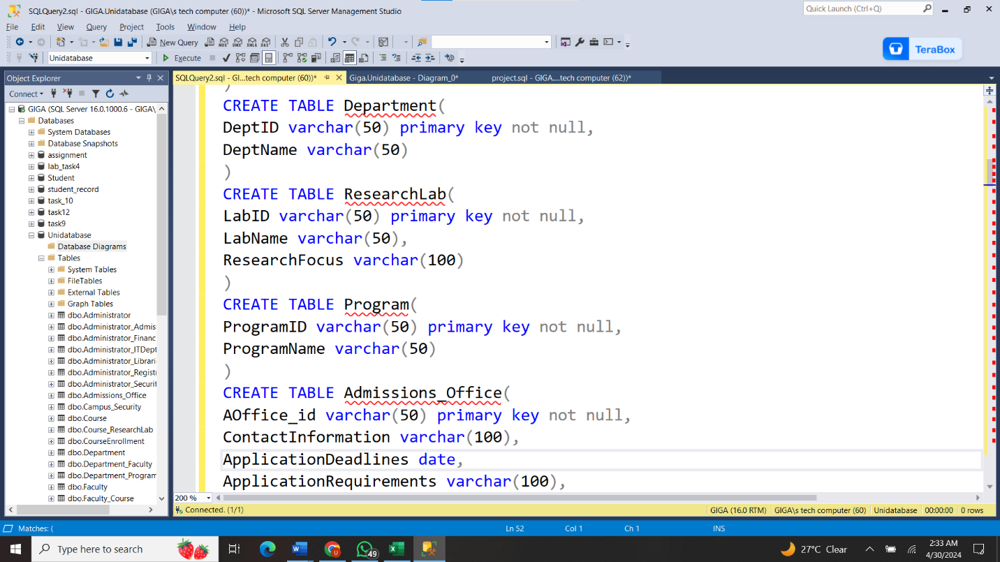 SQLQuery2.sql - GIGA.Unidatabase (GIGA\s tech computer (60))* - Microsoft SQL Server Management Studio
Quick Launch (Ctrl+Q)
File Edit View Query Project Tools Window Help
New Query
MDX DMX XMLA DAX
Unidatabase
Execute
TeraBox
Object Explorer
SQLQuery2.sql - GI...tech computer (60))*
Giga.Unidatabase - Diagram_0*
project.sql - GIGA....tech computer (62))*
Connect
GIGA (SQL Server 16.0.1000.6 - GIGA\
Databases
System Databases
Database Snapshots
assignment
lab_task4
Student
student_record
task_10
task12
task9
Unidatabase
Database Diagrams
Tables
System Tables
FileTables
External Tables
Graph Tables
dbo.Administrator
dbo.Administrator_Admis
dbo.Administrator_Financ
dbo.Administrator_ITDept
dbo.Administrator_Librari
dbo.Administrator_Registr
dbo.Administrator_Securit
dbo.Admissions_Office
dbo.Campus_Security
dbo.Course
dbo.Course_ResearchLab
dbo.CourseEnrollment
dbo.Department
dbo.Department_Faculty
dbo.Department_Program
dbo.Faculty
dbo.Faculty_Course
)
CREATE TABLE Department(
DeptID varchar(50) primary key not null,
DeptName varchar(50)
)
CREATE TABLE ResearchLab(
LabID varchar(50) primary key not null,
LabName varchar(50),
ResearchFocus varchar(100)
)
CREATE TABLE Program(
ProgramID varchar(50) primary key not null,
ProgramName varchar(50)
)
CREATE TABLE Admissions_Office(
AOffice_id varchar(50) primary key not null,
ContactInformation varchar(100),
ApplicationDeadlines date,
ApplicationRequirements varchar(100),
200 %
Connected. (1/1)
GIGA (16.0 RTM) GIGA\s tech computer (60) Unidatabase 00:00:00 0 rows
Matches: (
Ln 52 Col 1 Ch 1 INS
Type here to search
49
27°C Clear
2:33 AM
4/30/2024